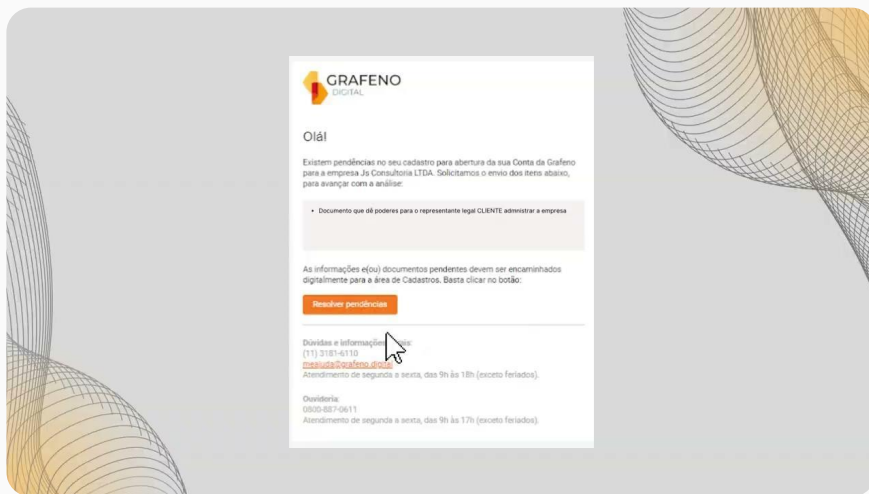 GRAFENO
DIGITAL
Olá!
Existem pendências no seu cadastro para abertura da sua Conta da Grafeno
para a empresa Js Consultoria LTDA. Solicitamos o envio dos itens abaixo,
para avançar com a análise:
• Documento que dê poderes para o representante legal CLIENTE administrar a empresa
As informações e(ou) documentos pendentes devem ser encaminhados
digitalmente para a área de Cadastros. Basta clicar no botão:
Resolver pendências
Dúvidas e informações
(11) 3181-6110
meajuda@grafeno.digital
Atendimento de segunda a sexta, das 9h às 18h (exceto feriados).
Ouvidoria:
0800-887-0611
Atendimento de segunda a sexta, das 9h às 17h (exceto feriados).